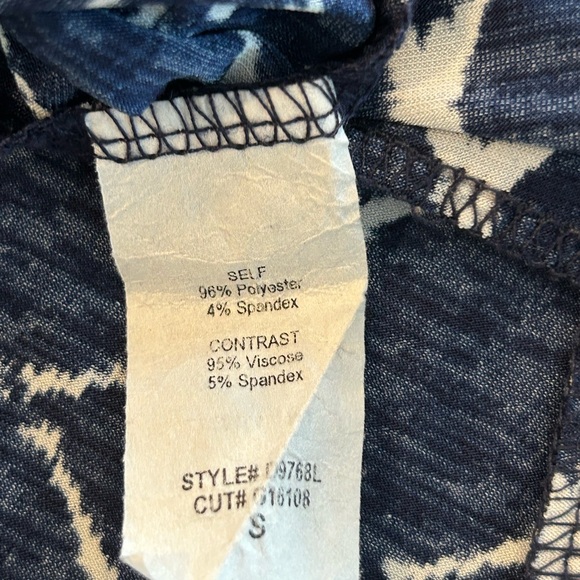 SELF
96% Polyester
4% Spandex
CONTRAST
95% Viscose
5% Spandex
STYLE#
CUT#
S